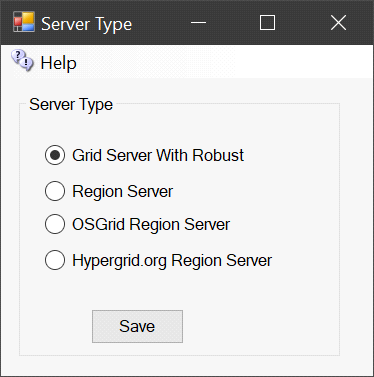 Server Type
Help
Server Type
Grid Server With Robust
Region Server
OSGrid Region Server
Hypergrid.org Region Server
Save